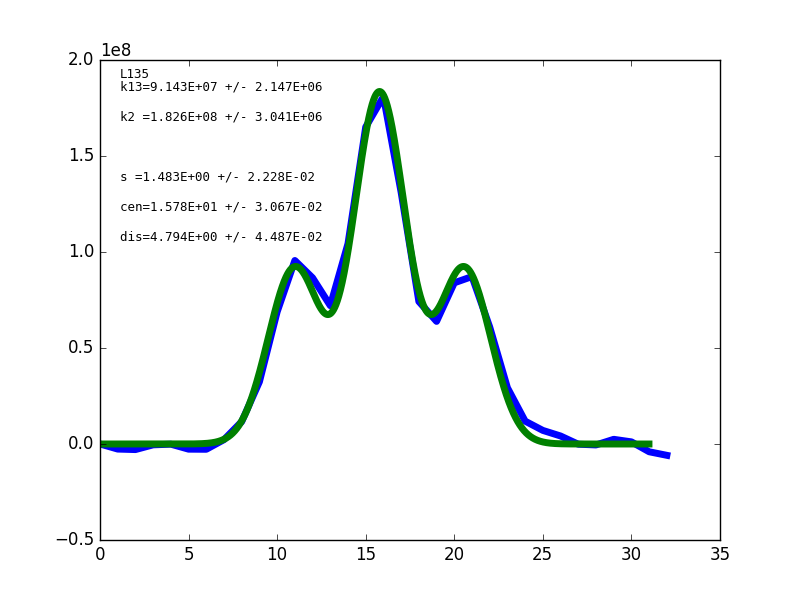 1e8
2.0
1.5
1.0
0.5
0.0
−0.5
L135
k13=9.143E+07 +/- 2.147E+06
k2 =1.826E+08 +/- 3.041E+06
s =1.483E+00 +/- 2.228E-02
cen=1.578E+01 +/- 3.067E-02
dis=4.794E+00 +/- 4.487E-02
0 5 10 15 20 25 30 35